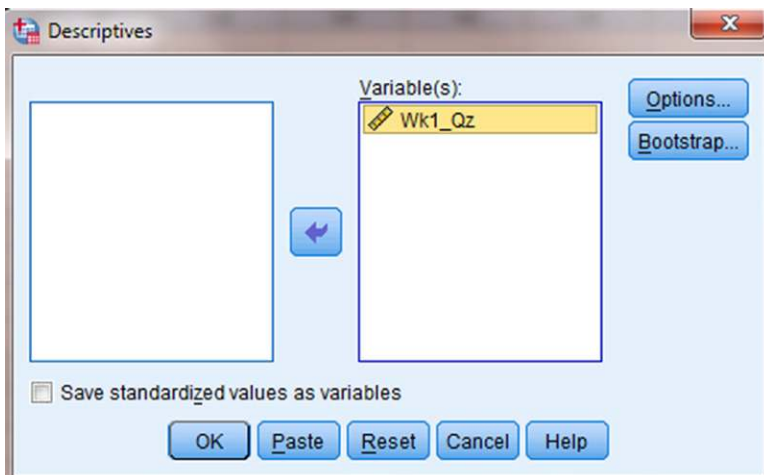 Descriptives
x
Variable(s):
Wk1_Qz
Options...
Bootstrap...
Save standardized values as variables
OK Paste Reset Cancel Help